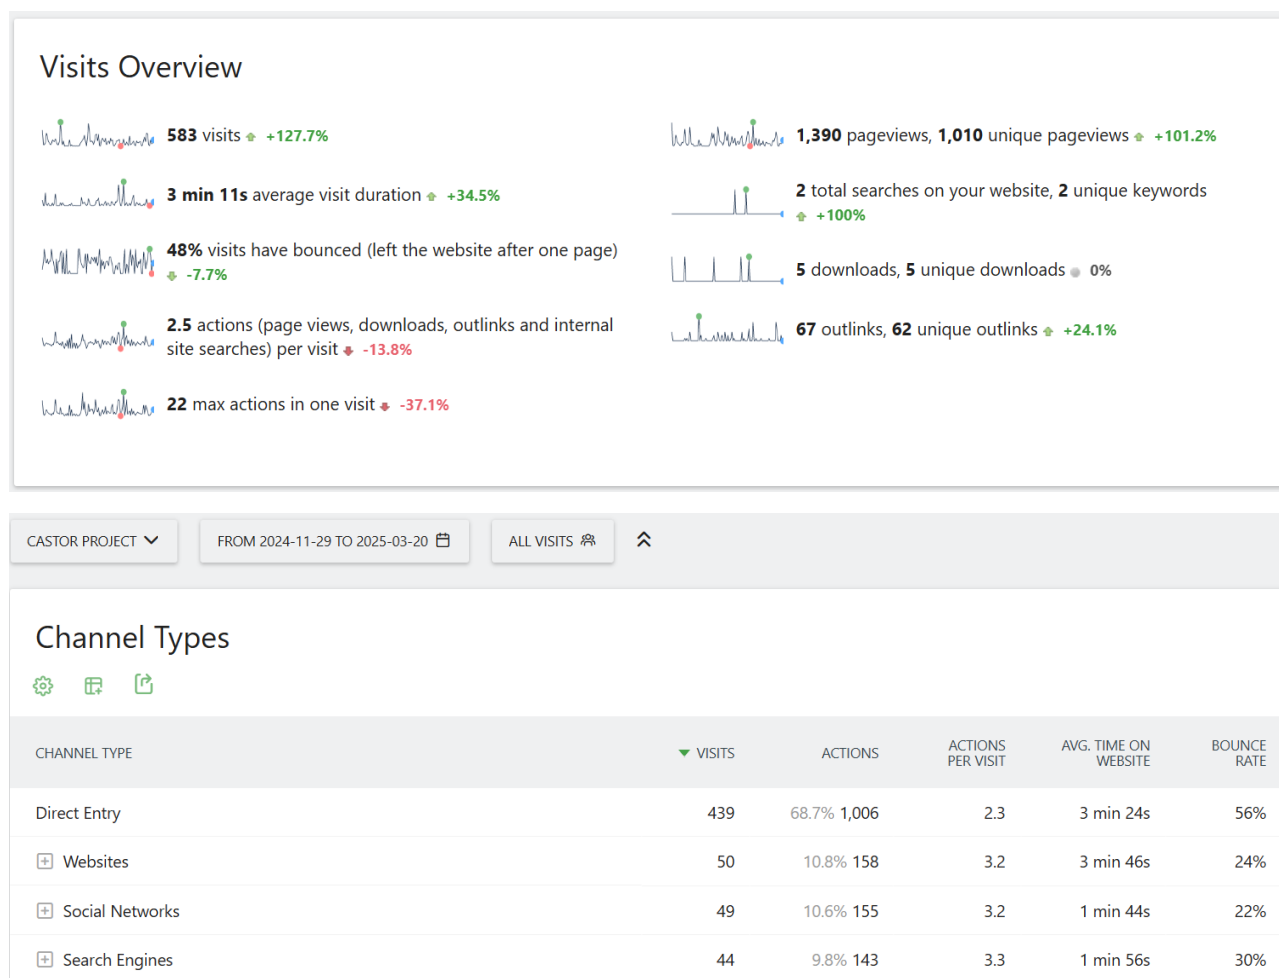 Visits Overview
583 visits +127.7%
3 min 11s average visit duration +34.5%
48% visits have bounced (left the website after one page)
-7.7%
2.5 actions (page views, downloads, outlinks and internal
site searches) per visit -13.8%
22 max actions in one visit -37.1%
1,390 pageviews, 1,010 unique pageviews +101.2%
2 total searches on your website, 2 unique keywords
+100%
5 downloads, 5 unique downloads 0%
67 outlinks, 62 unique outlinks +24.1%
CASTOR PROJECT FROM 2024-11-29 TO 2025-03-20 ALL VISITS
Channel Types
CHANNEL TYPE VISITS ACTIONS ACTIONS PER VISIT AVG. TIME ON WEBSITE BOUNCE RATE
Direct Entry 439 68.7% 1,006 2.3 3 min 24s 56%
Websites 50 10.8% 158 3.2 3 min 46s 24%
Social Networks 49 10.6% 155 3.2 1 min 44s 22%
Search Engines 44 9.8% 143 3.3 1 min 56s 30%